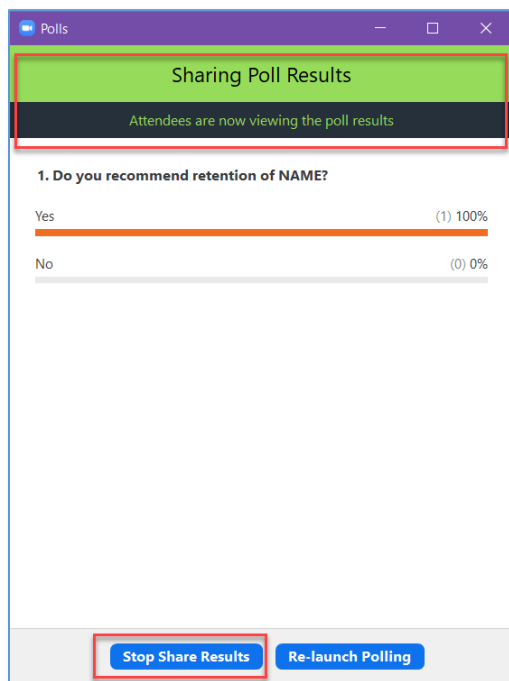 Polls
Sharing Poll Results
Attendees are now viewing the poll results
1. Do you recommend retention of NAME?
Yes (1) 100%
No (0) 0%
Stop Share Results Re-launch Polling